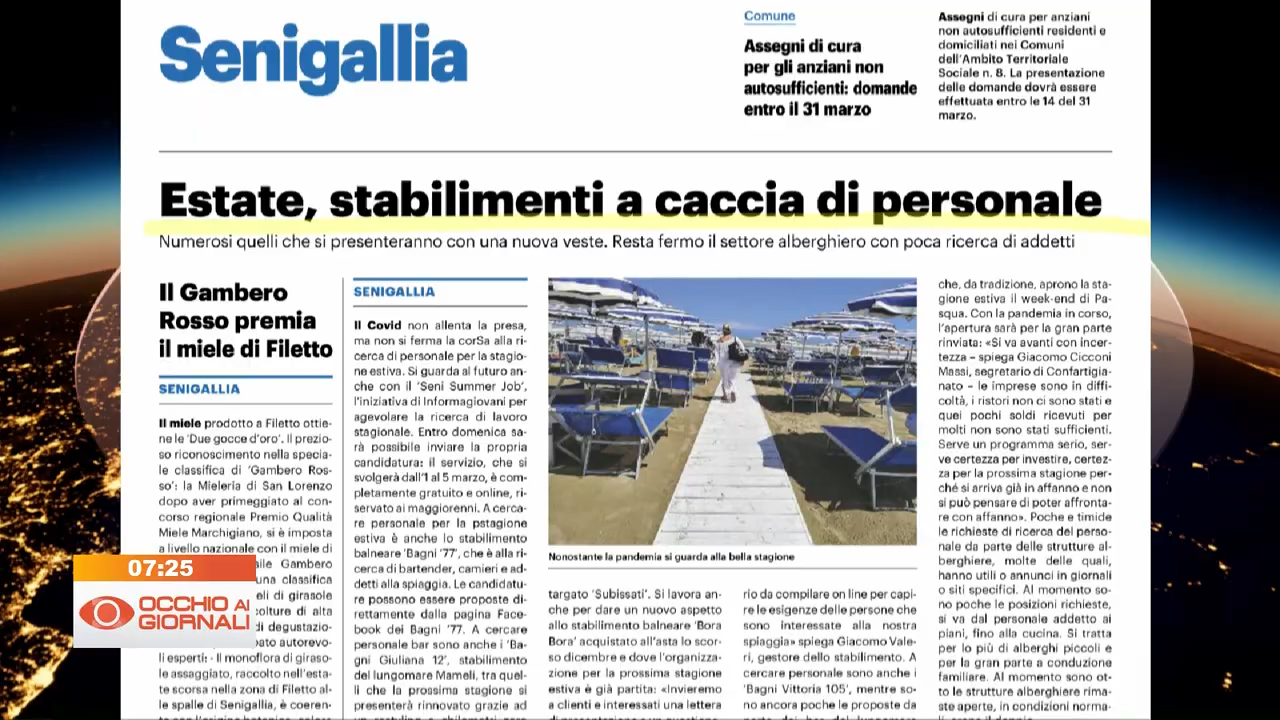 Senigallia
Comune
Assegni di cura
per gli anziani non
autosufficienti: domande
entro il 31 marzo
Assegni di cura per anziani
non autosufficienti residenti e
domiciliati nei Comuni
dell'Ambito Territoriale
Sociale n. 8. La presentazione
delle domande dovrà essere
effettuata entro le 14 del 31
marzo.
Estate, stabilimenti a caccia di personale
Numerosi quelli che si presenteranno con una nuova veste. Resta fermo il settore alberghiero con poca ricerca di addetti
Il Gambero
Rosso premia
il miele di Filetto
SENIGALLIA
Il miele prodotto a Filetto ottie-
ne le 'Due gocce d'oro'. Il prezio-
so riconoscimento nella specia-
le classifica di 'Gambero Ros-
so': la Mieleria di San Lorenzo
dopo aver primeggiato al con-
corso regionale Premio Qualità
Miele Marchigiano, si è imposta
a livello nazionale con il miele di
Gambero
una classifica
di girasole
di alta
di degustazio-
autorevo-
li esperti: - Il monoflora di giraso-
le assaggiato, raccolto nell'esta-
te scorsa nella zona di Filetto al-
le spalle di Senigallia, è coeren-
SENIGALLIA
Il Covid non allenta la presa,
ma non si ferma la corSa alla ri-
cerca di personale per la stagio-
ne estiva. Si guarda al futuro an-
che con il 'Seni Summer Job',
l'iniziativa di Informagiovani per
agevolare la ricerca di lavoro
stagionale. Entro domenica sa-
rà possibile inviare la propria
candidatura: il servizio, che si
svolgerà dall'1 al 5 marzo, è com-
pletamente gratuito e online, ri-
servato ai maggiorenni. A cerca-
re personale per la pstagione
estiva è anche lo stabilimento
balneare 'Bagni '77', che è alla ri-
cerca di bartender, camieri e ad-
detti alla spiaggia. Le candidatu-
re possono essere proposte di-
rettamente dalla pagina Face-
book dei Bagni '77. A cercare
personale bar sono anche i 'Ba-
gni Giuliana 12', stabilimento
del lungomare Mameli, tra quel-
li che la prossima stagione si
presenterà rinnovato grazie ad
Nonostante la pandemia si guarda alla bella stagione
targato 'Subissati'. Si lavora an-
che per dare un nuovo aspetto
allo stabilimento balneare 'Bora
Bora' acquistato all'asta lo scor-
so dicembre e dove l'organizza-
zione per la prossima stagione
estiva è già partita: «Invieremo
a clienti e interessati una lettera
rio da compilare on line per capi-
re le esigenze delle persone che
sono interessate alla nostra
spiaggia» spiega Giacomo Vale-
ri, gestore dello stabilimento. A
cercare personale sono anche i
'Bagni Vittoria 105', mentre so-
no ancora poche le proposte da
che, da tradizione, aprono la sta-
gione estiva il week-end di Pa-
squa. Con la pandemia in corso,
l'apertura sarà per la gran parte
rinviata: «Si va avanti con incer-
tezza – spiega Giacomo Cicconi
Massi, segretario di Confartigia-
nato – le imprese sono in diffi-
coltà, i ristori non ci sono stati e
quei pochi soldi ricevuti per
molti non sono stati sufficienti.
Serve un programma serio, ser-
ve certezza per investire, certez-
za per la prossima stagione per-
ché si arriva già in affanno e non
si può pensare di poter affronta-
re con affanno». Poche e timide
le richieste di ricerca del perso-
nale da parte delle strutture al-
berghiere, molte delle quali,
hanno utili o annunci in giornali
o siti specifici. Al momento so-
no poche le posizioni richieste,
si va dal personale addetto ai
piani, fino alla cucina. Si tratta
per lo più di alberghi piccoli e
per la gran parte a conduzione
familiare. Al momento sono ot-
to le strutture alberghiere rima-
ste aperte, in condizioni norma-
07:25
OCCHIO AI
GIORNALI